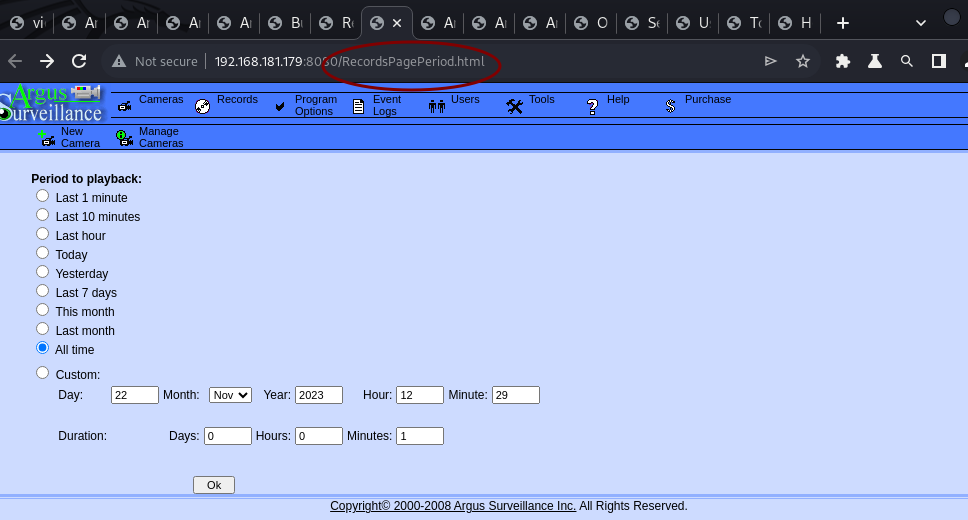 vi Ar Ar Ar Ar Bu Re Ar Ar Ar O Se U To H
Not secure 192.168.181.179:8080/RecordsPagePeriod.html
Argus Surveillance
Cameras Records Program Options Event Logs Users Tools Help Purchase
New Camera Manage Cameras
Period to playback:
Last 1 minute
Last 10 minutes
Last hour
Today
Yesterday
Last 7 days
This month
Last month
All time
Custom:
Day: 22 Month: Nov Year: 2023 Hour: 12 Minute: 29
Duration: Days: 0 Hours: 0 Minutes: 1
Ok
Copyright© 2000-2008 Argus Surveillance Inc. All Rights Reserved.